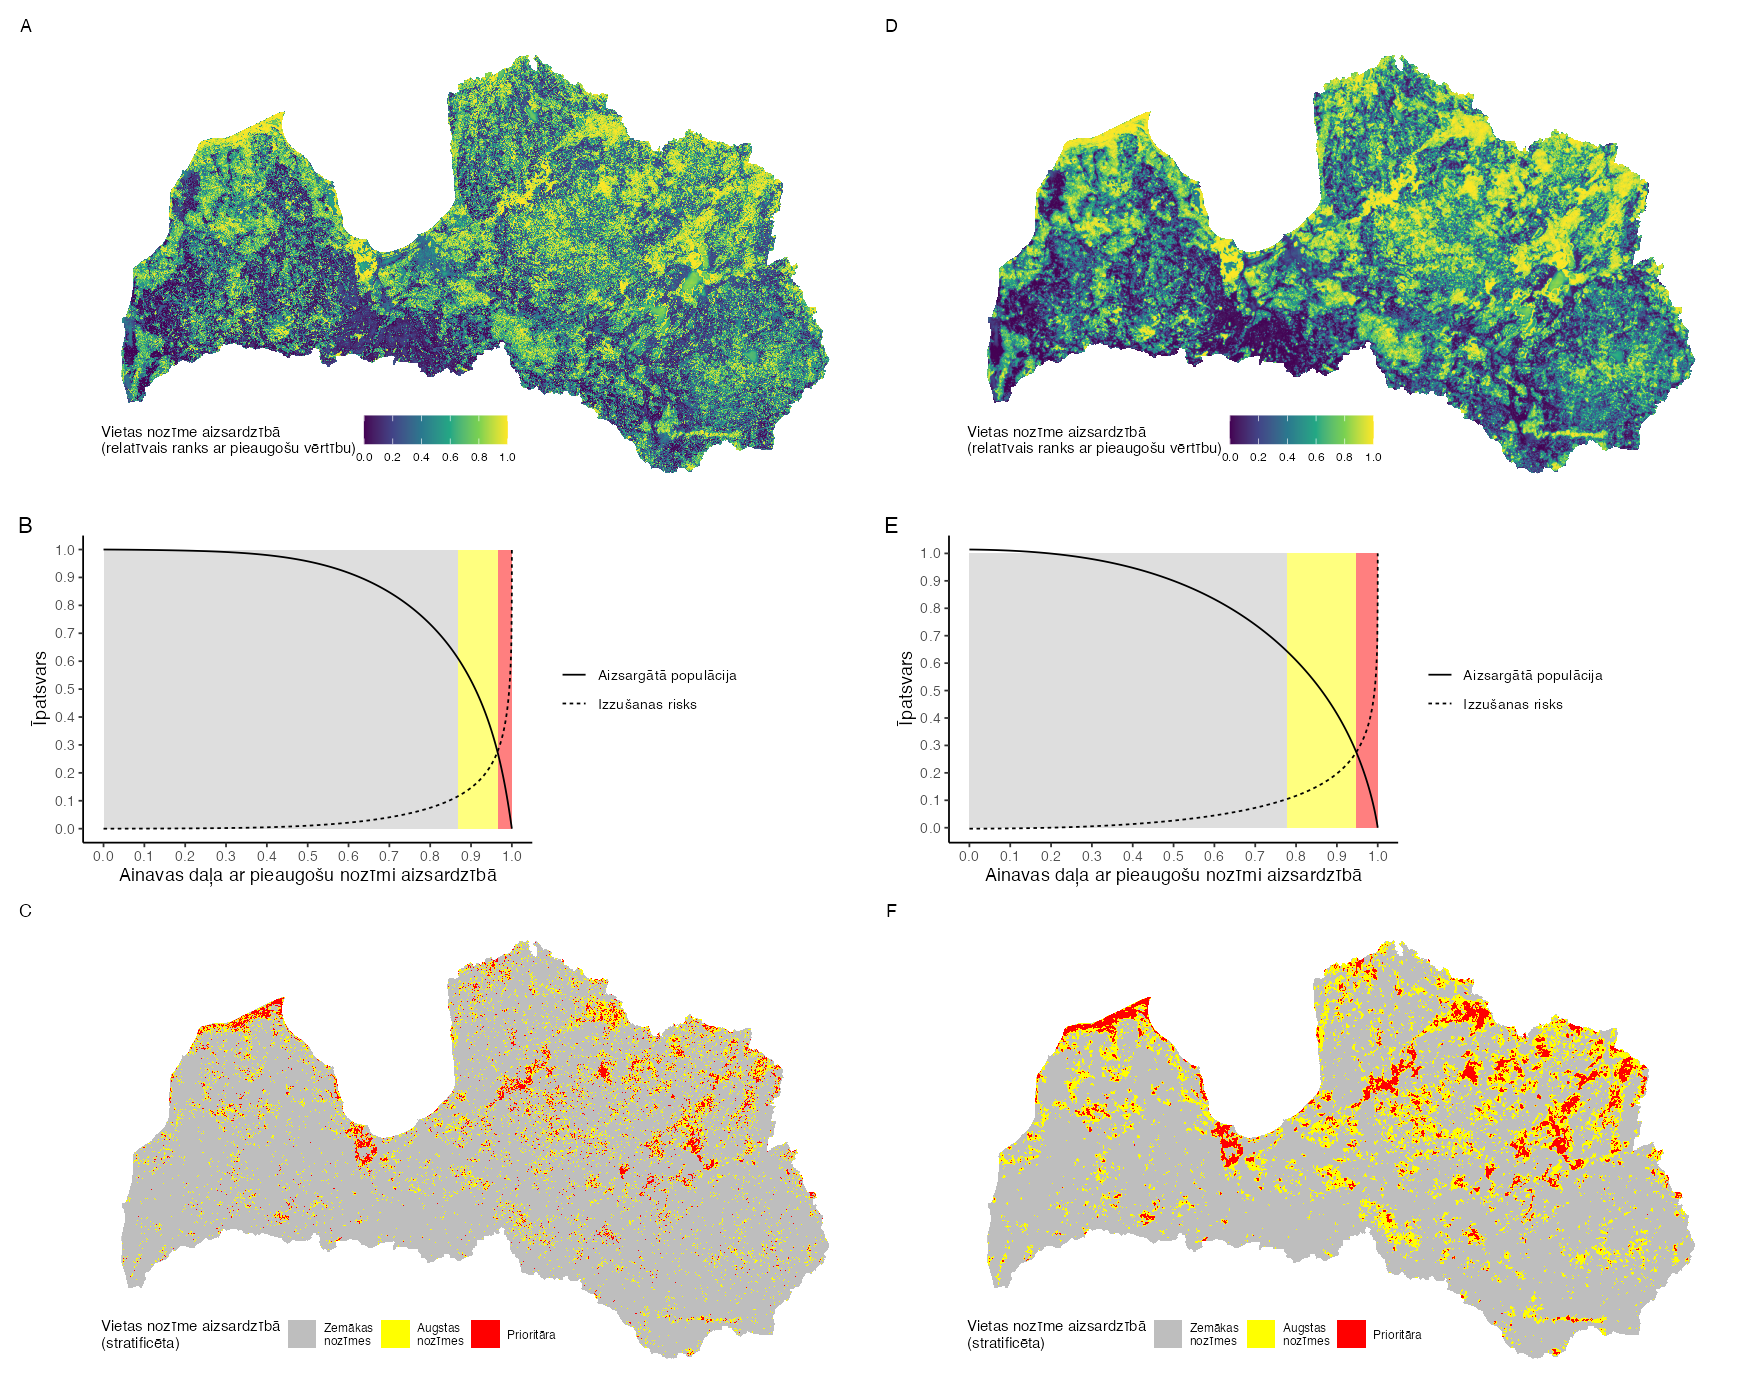 A
Vietas nozīme aizsardzībā
(relatīvais ranks ar pieaugošu vērtību)
0.0 0.2 0.4 0.6 0.8 1.0
D
Vietas nozīme aizsardzībā
(relatīvais ranks ar pieaugošu vērtību)
0.0 0.2 0.4 0.6 0.8 1.0
B
Īpatsvars
1.0
0.9
0.8
0.7
0.6
0.5
0.4
0.3
0.2
0.1
0.0
0.0 0.1 0.2 0.3 0.4 0.5 0.6 0.7 0.8 0.9 1.0
Ainavas daļa ar pieaugošu nozīmi aizsardzībā
Aizsargātā populācija
Izzušanas risks
E
Īpatsvars
1.0
0.9
0.8
0.7
0.6
0.5
0.4
0.3
0.2
0.1
0.0
0.0 0.1 0.2 0.3 0.4 0.5 0.6 0.7 0.8 0.9 1.0
Ainavas daļa ar pieaugošu nozīmi aizsardzībā
Aizsargātā populācija
Izzušanas risks
C
Vietas nozīme aizsardzībā
(stratificēta)
Zemākas
nozīmes
Augstas
nozīmes
Prioritāra
F
Vietas nozīme aizsardzībā
(stratificēta)
Zemākas
nozīmes
Augstas
nozīmes
Prioritāra